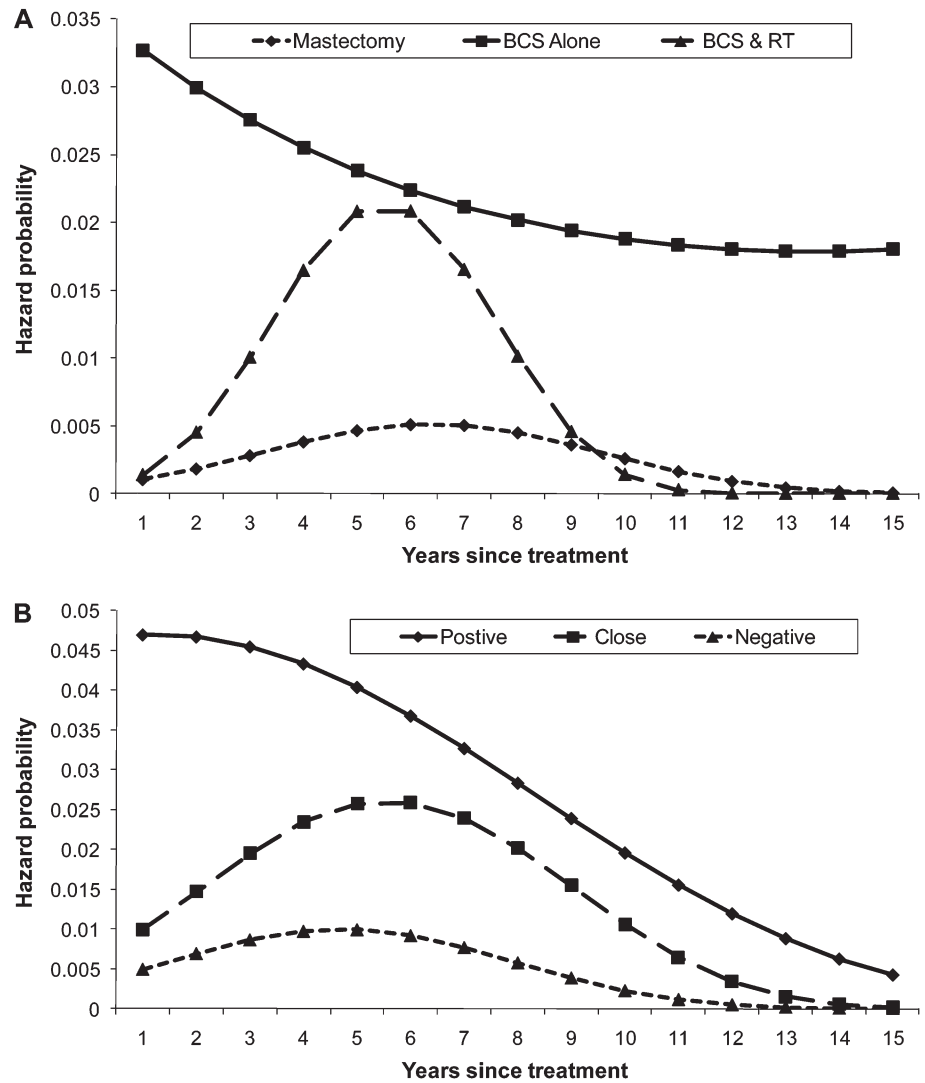 A
0.035
Mastectomy BCS Alone BCS & RT
0.03
0.025
0.02
0.015
0.01
0.005
0
Hazard probability
1 2 3 4 5 6 7 8 9 10 11 12 13 14 15
Years since treatment
B
0.05
Postive Close Negative
0.045
0.04
0.035
0.03
0.025
0.02
0.015
0.01
0.005
0
Hazard probability
1 2 3 4 5 6 7 8 9 10 11 12 13 14 15
Years since treatment